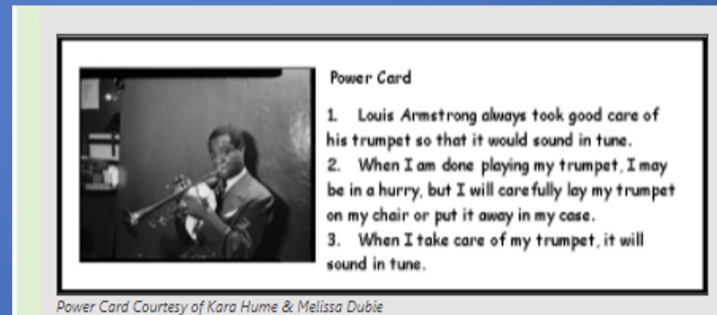 Power Card
1. Louis Armstrong always took good care of
his trumpet so that it would sound in tune.
2. When I am done playing my trumpet, I may
be in a hurry, but I will carefully lay my trumpet
on my chair or put it away in my case.
3. When I take care of my trumpet, it will
sound in tune.
Power Card Courtesy of Kara Hume & Melissa Dubie